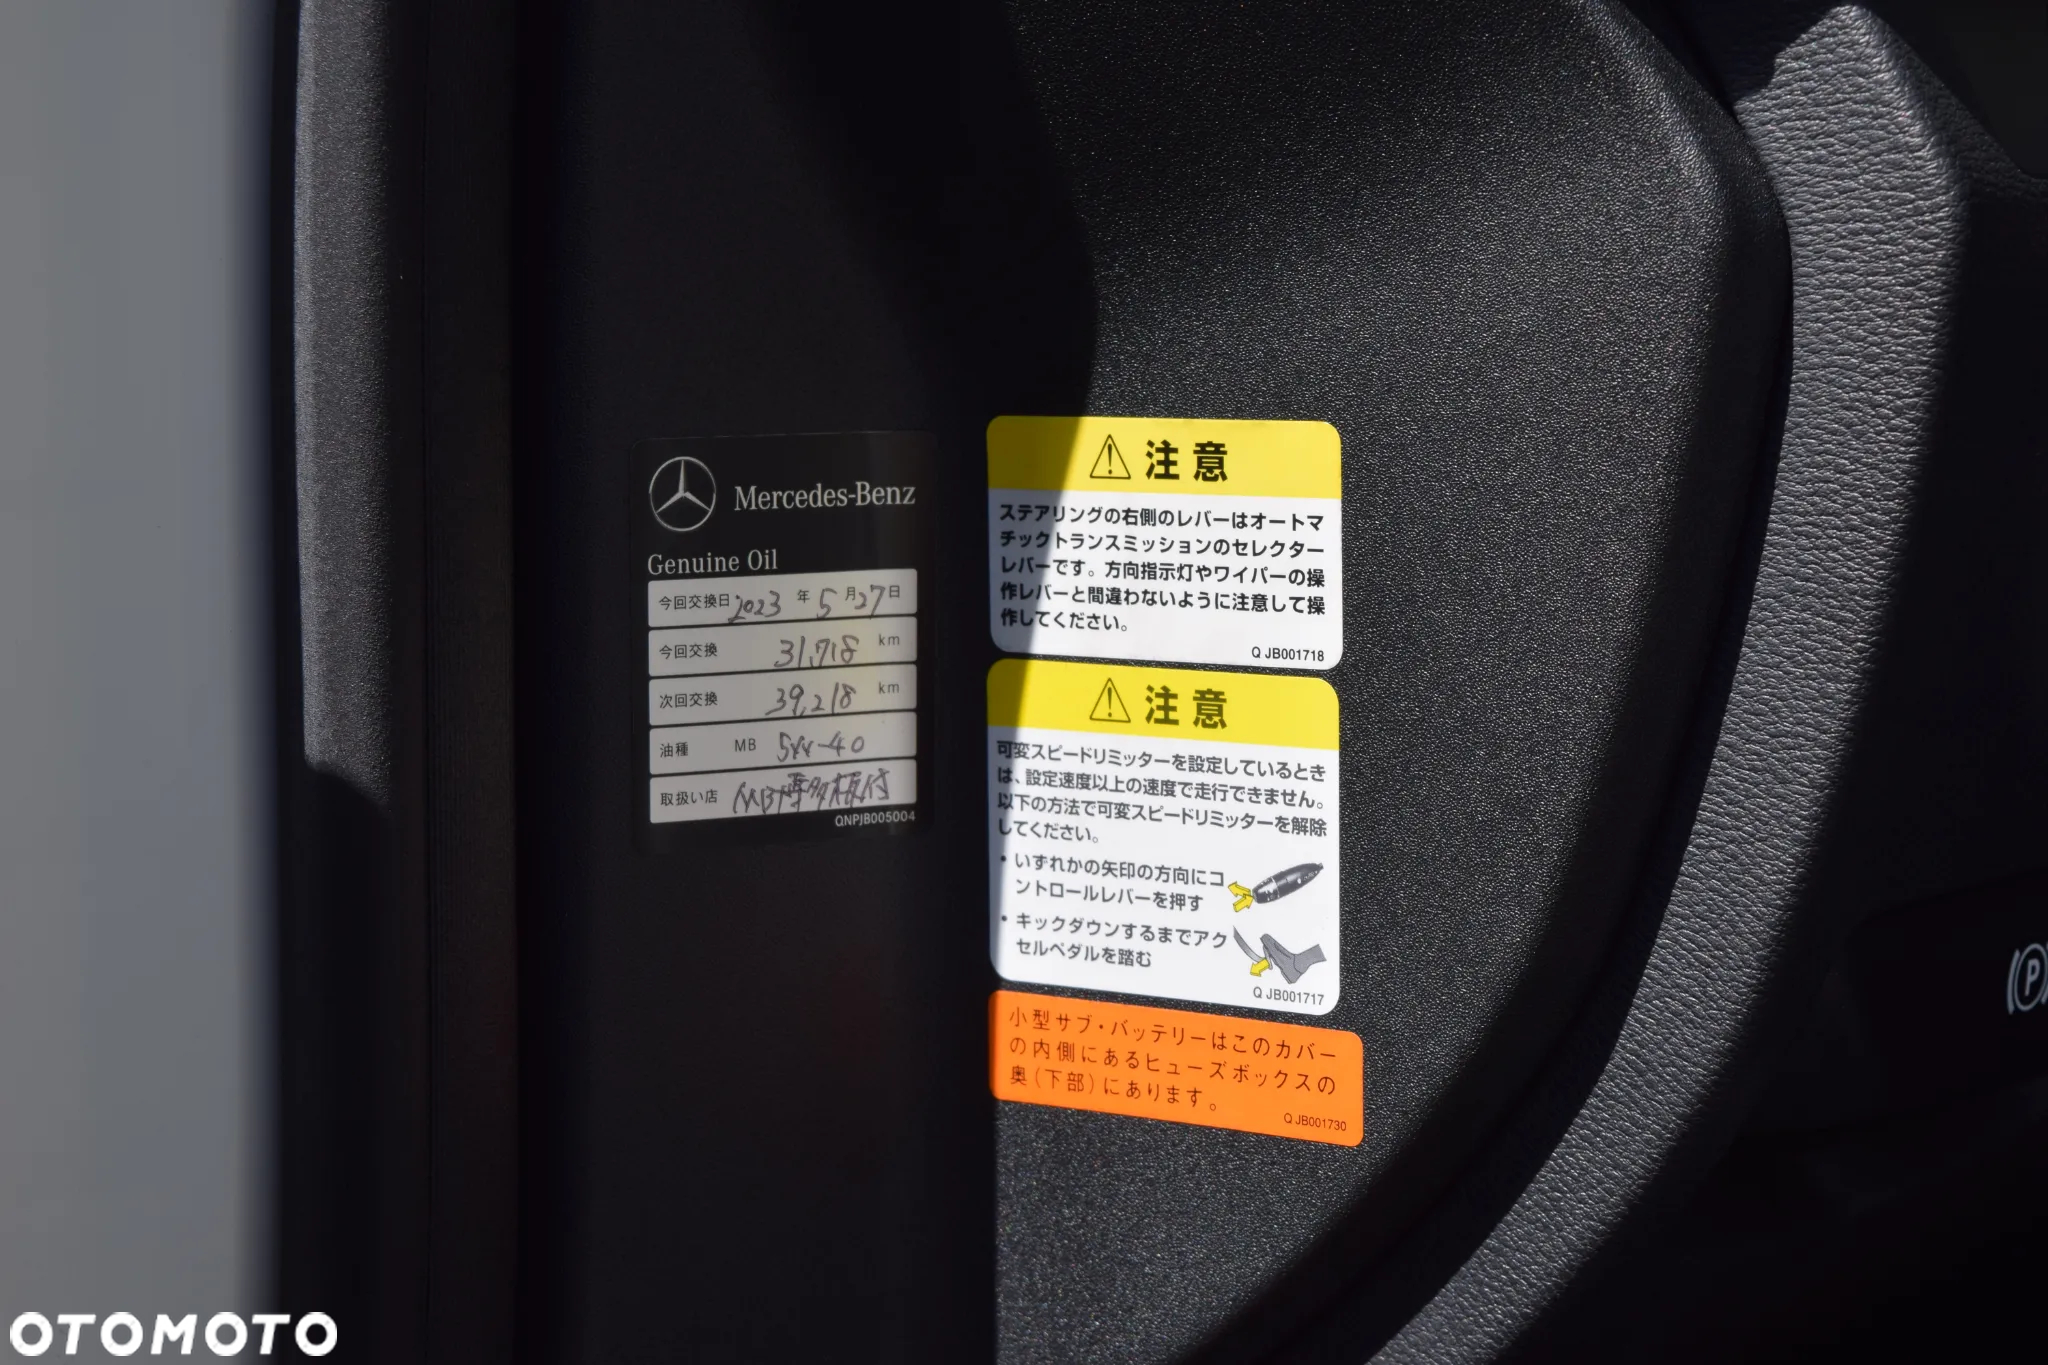 Mercedes-Benz
Genuine Oil
今回交換日 2023 年 5 月 27 日
今回交換 31,718 km
次回交換 39,218 km
油種 MB 5W-40
取扱い店
QNPJB005004
注意
ステアリングの右側のレバーはオートマ
チックトランスミッションのセレクター
レバーです。方向指示灯やワイパーの操
作レバーと間違わないように注意して操
作してください。
Q JB001718
注意
可変スピードリミッターを設定しているとき
は、設定速度以上の速度で走行できません。
以下の方法で可変スピードリミッターを解除
してください。
・いずれかの矢印の方向にコ
ントロールレバーを押す
・キックダウンするまでアク
セルペダルを踏む
Q JB001717
小型サブ・バッテリーはこのカバー
の内側にあるヒューズボックスの
奥(下部)にあります。
Q JB001730
(P)
OTOMOTO